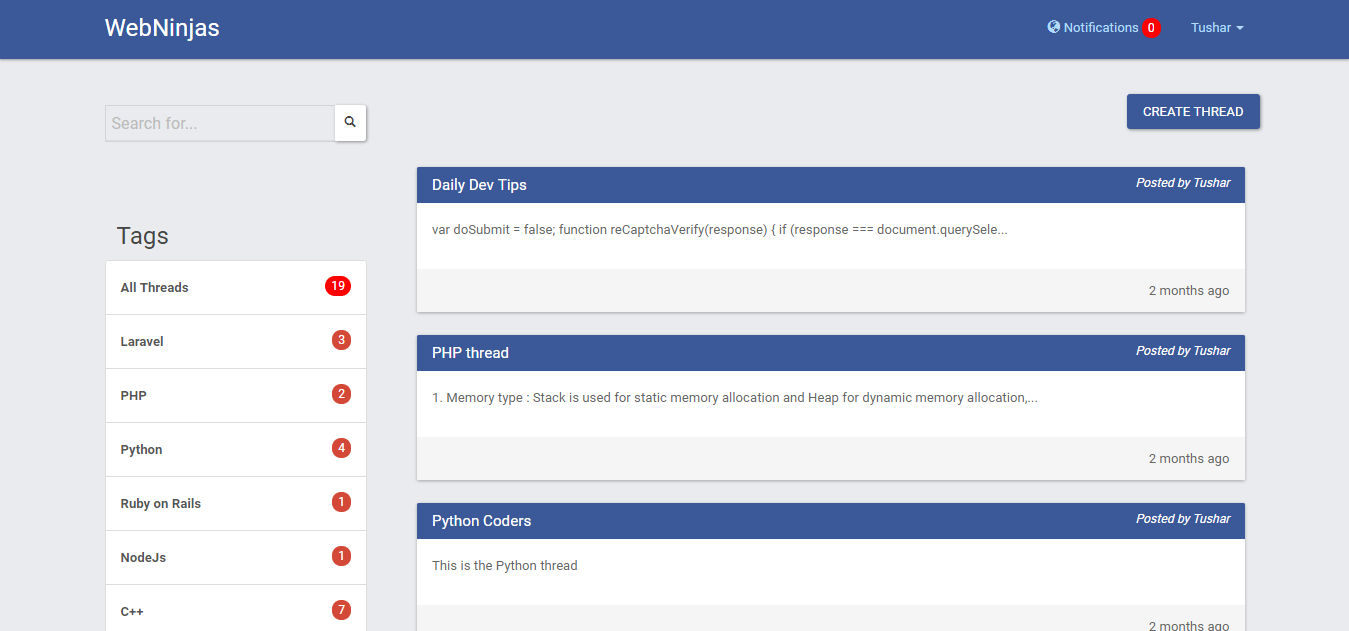 WebNinjas
Notifications 0
Tushar
Search for...
CREATE THREAD
Tags
All Threads 19
Laravel 3
PHP 2
Python 4
Ruby on Rails 1
NodeJs 1
C++ 7
Daily Dev Tips
Posted by Tushar
var doSubmit = false; function reCaptchaVerify(response) { if (response === document.querySele...
2 months ago
PHP thread
Posted by Tushar
1. Memory type : Stack is used for static memory allocation and Heap for dynamic memory allocation,...
2 months ago
Python Coders
Posted by Tushar
This is the Python thread
2 months ago